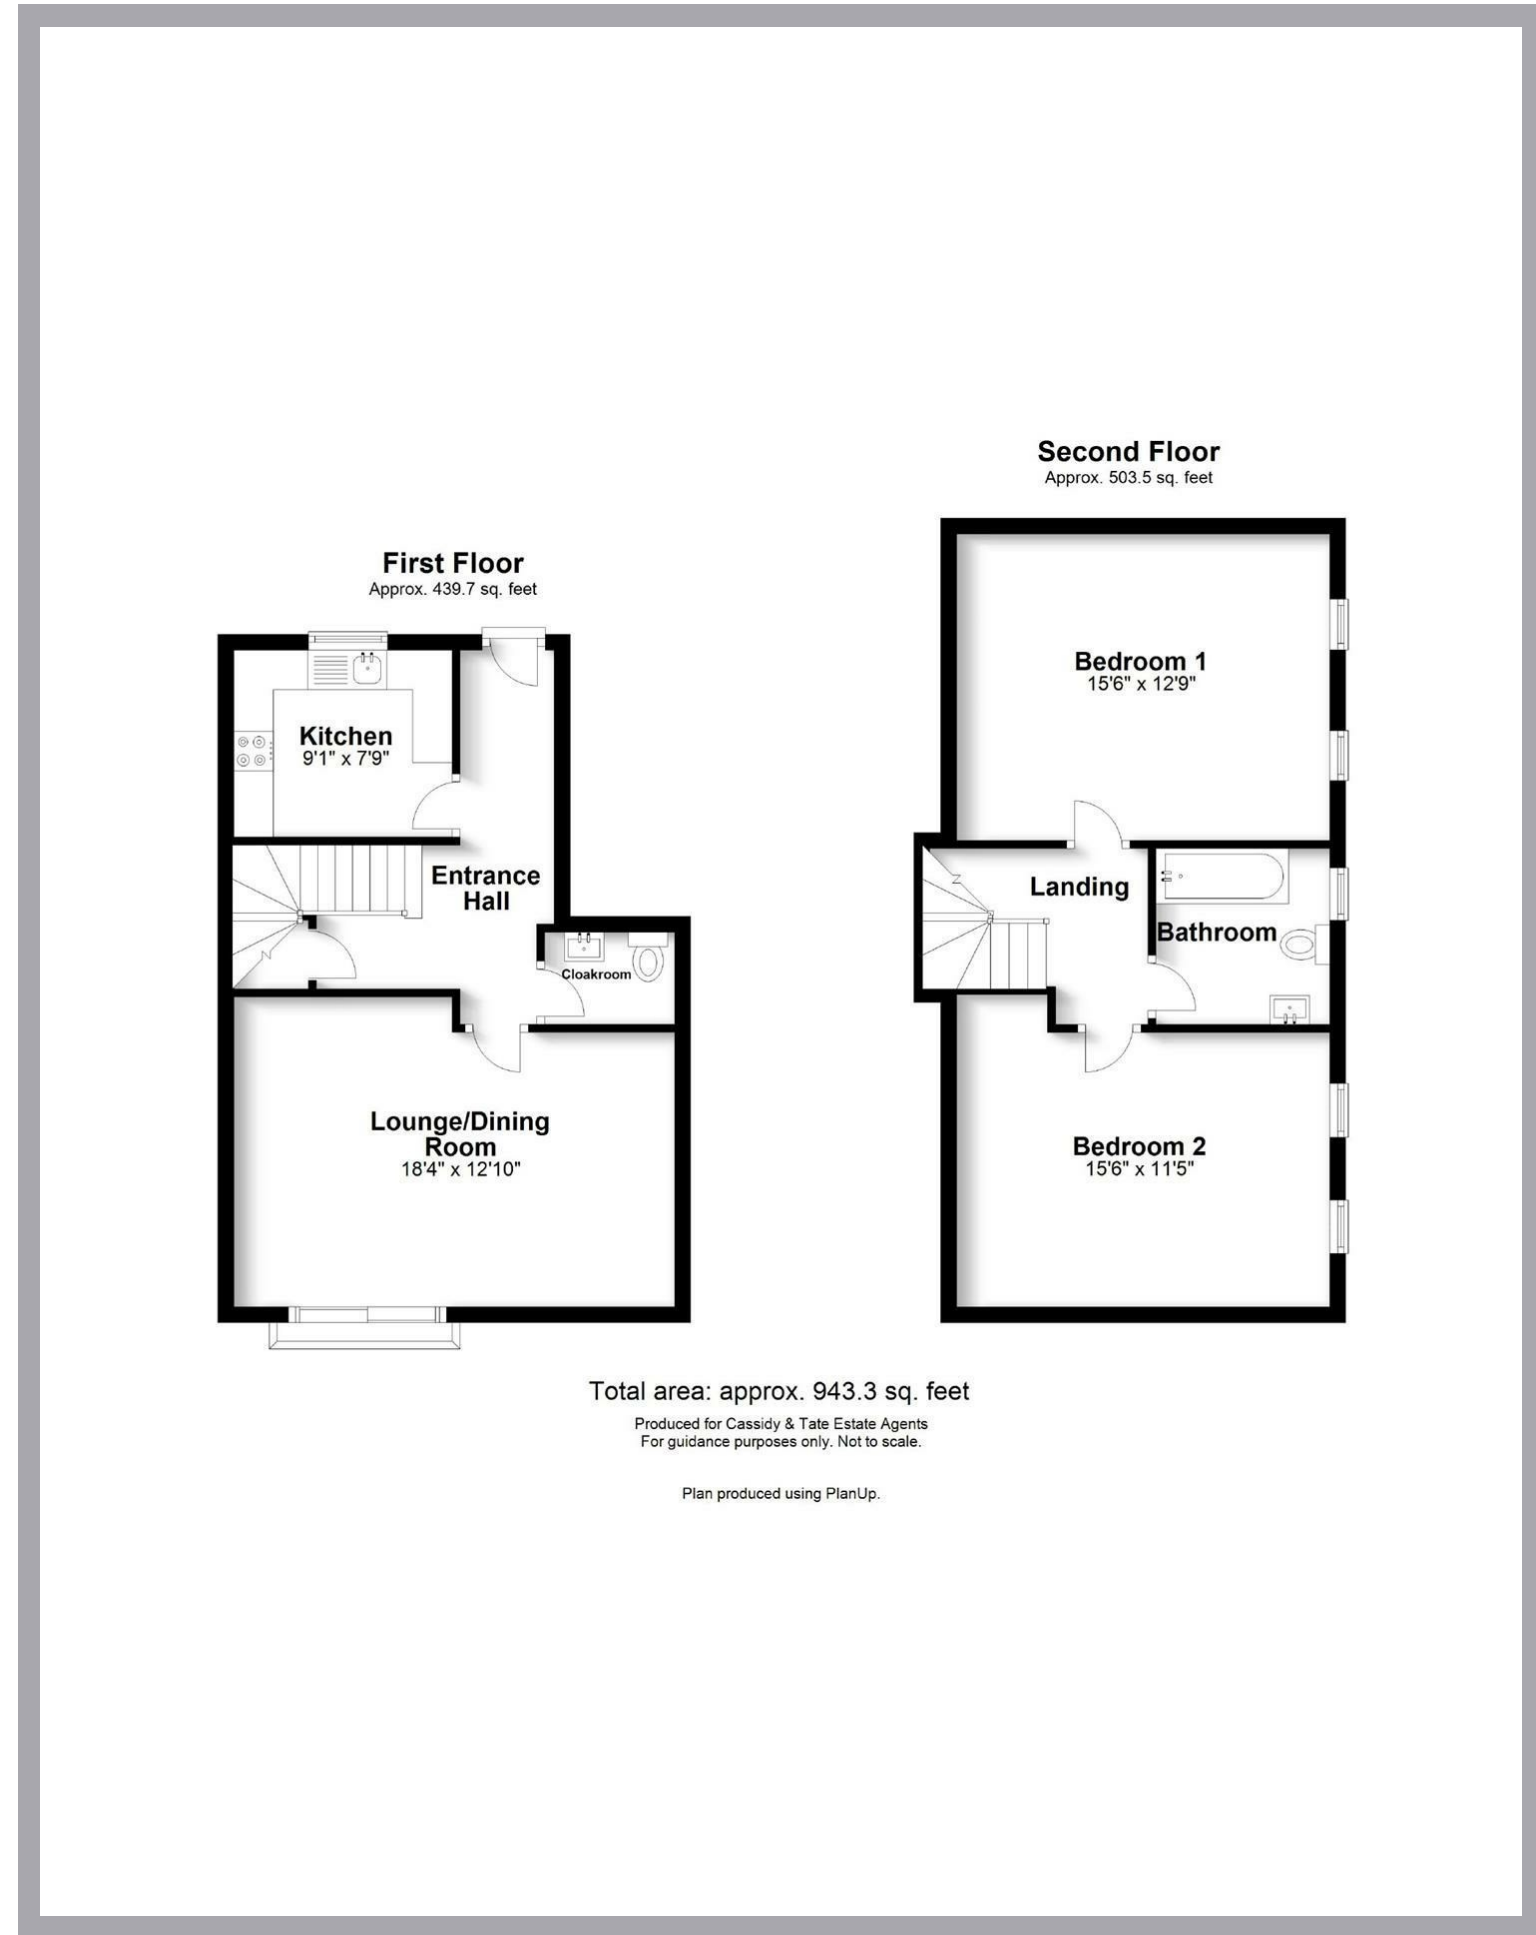 Second Floor
Approx. 503.5 sq. feet
First Floor
Approx. 439.7 sq. feet
Kitchen
9'1" x 7'9"
Entrance
Hall
Cloakroom
Lounge/Dining
Room
18'4" x 12'10"
Bedroom 1
15'6" x 12'9"
Landing
Bathroom
Bedroom 2
15'6" x 11'5"
Total area: approx. 943.3 sq. feet
Produced for Cassidy & Tate Estate Agents
For guidance purposes only. Not to scale.
Plan produced using PlanUp.